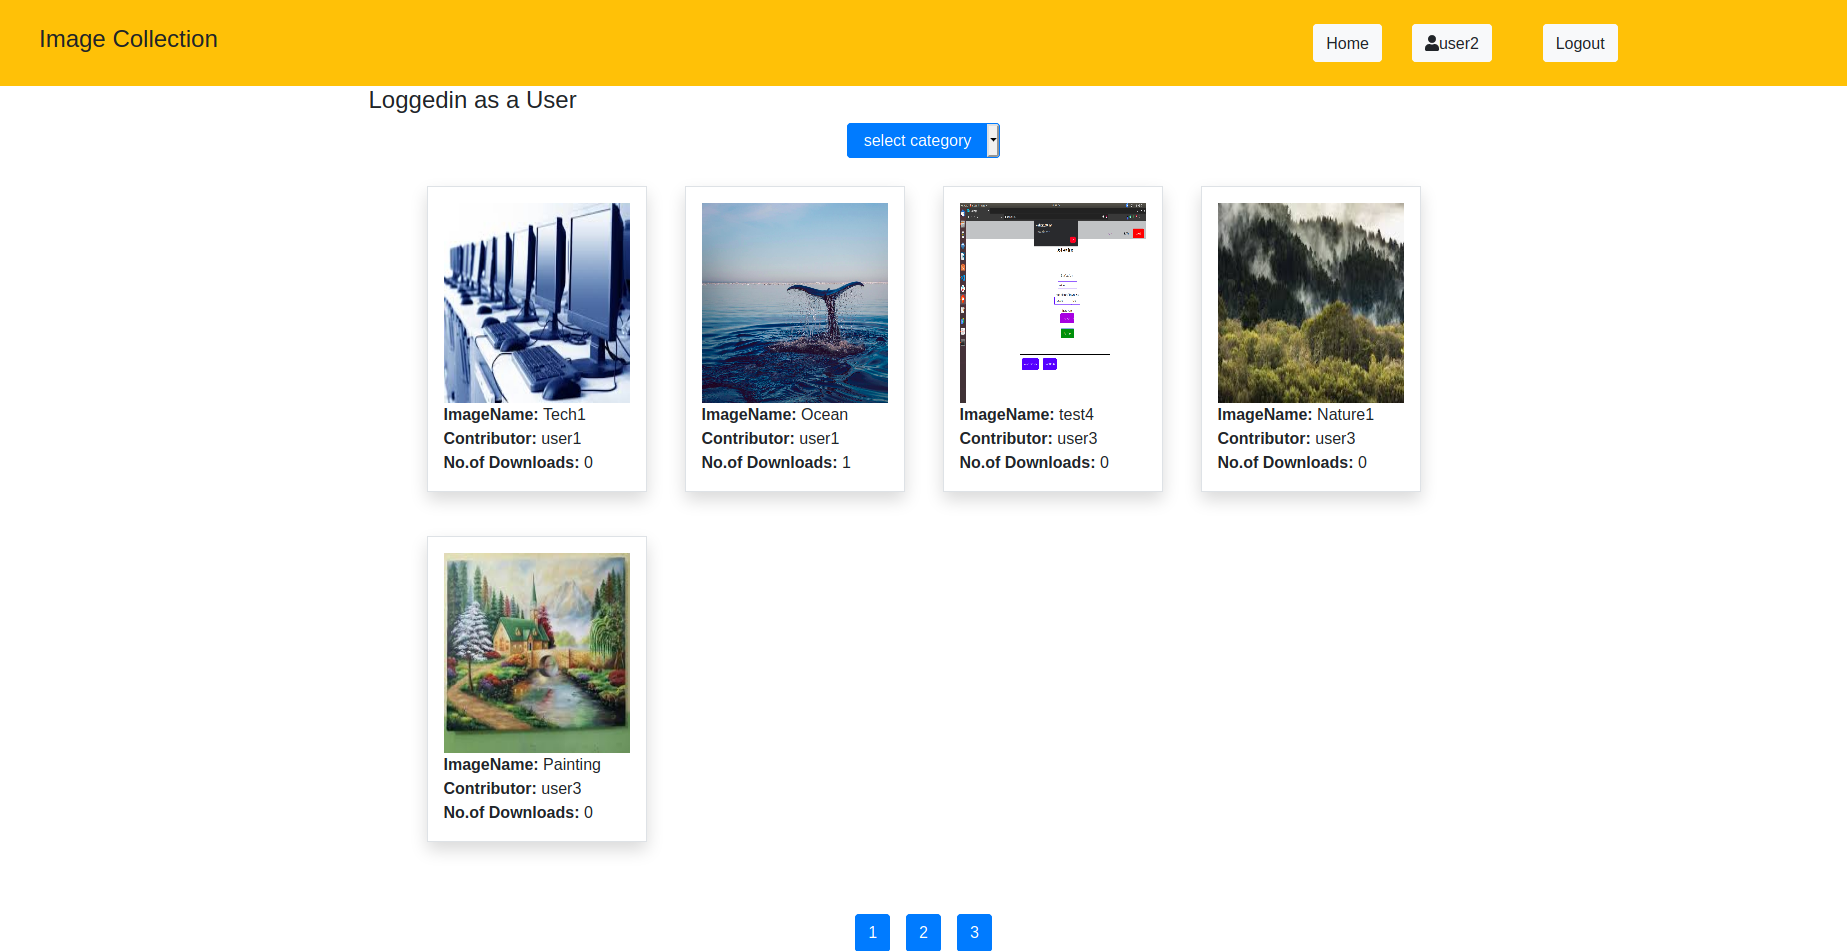 Image Collection
Home
user2
Logout
Loggedin as a User
select category
ImageName: Tech1
Contributor: user1
No.of Downloads: 0
ImageName: Ocean
Contributor: user1
No.of Downloads: 1
ImageName: test4
Contributor: user3
No.of Downloads: 0
ImageName: Nature1
Contributor: user3
No.of Downloads: 0
ImageName: Painting
Contributor: user3
No.of Downloads: 0
1
2
3